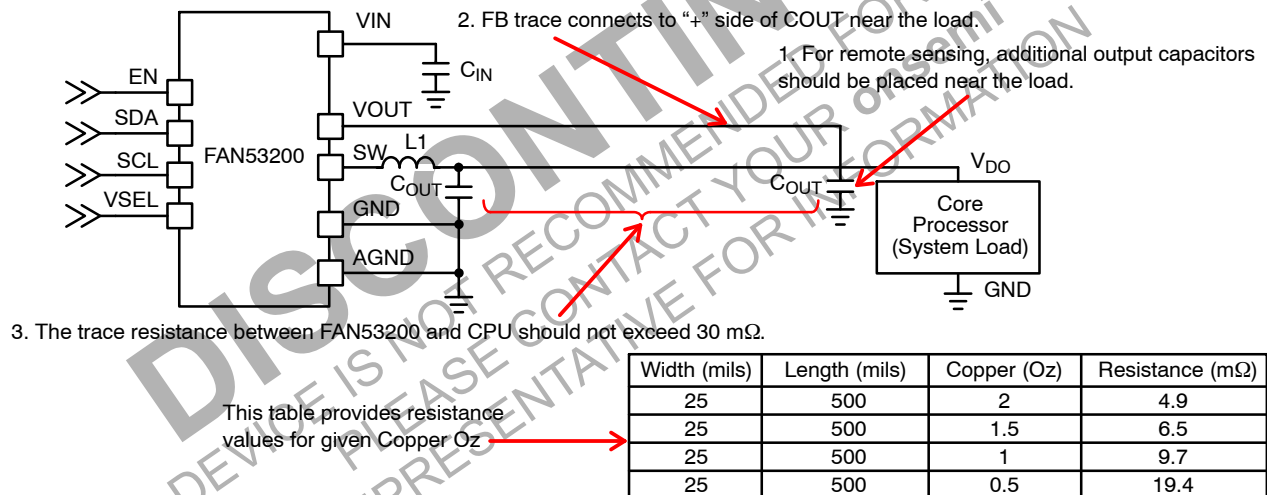 2. FB trace connects to “+” side of COUT near the load.
1. For remote sensing, additional output capacitors
should be placed near the load.
VIN
CIN
EN
SDA
SCL
VSEL
FAN53200
VOUT
SW
L1
COUT
GND
AGND
COUT
VDO
Core
Processor
(System Load)
GND
3. The trace resistance between FAN53200 and CPU should not exceed 30 mΩ.
This table provides resistance
values for given Copper Oz
Width (mils) Length (mils) Copper (Oz) Resistance (mΩ)
25 500 2 4.9
25 500 1.5 6.5
25 500 1 9.7
25 500 0.5 19.4
DISCONTIN
DEVICE IS NOT RECOMMENDED FOR
PLEASE CONTACT YOUR onsemi
PRESENTATIVE FOR INFORMATION